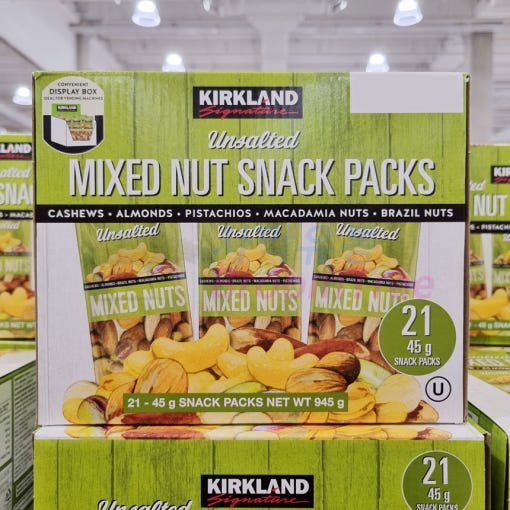 CONVENIENT
DISPLAY BOX
IDEAL FOR VENDING MACHINES
KIRKLAND
Signature
Unsalted
MIXED NUT SNACK PACKS
CASHEWS • ALMONDS • PISTACHIOS • MACADAMIA NUTS • BRAZIL NUTS
Unsalted
MIXED NUTS
Unsalted
MIXED NUTS
Unsalted
MIXED NUTS
21
45 g
SNACK PACKS
U
21 - 45 g SNACK PACKS NET WT 945 g
KIRKLAND
Signature
Unsalted
21
45 g
SNACK PACKS